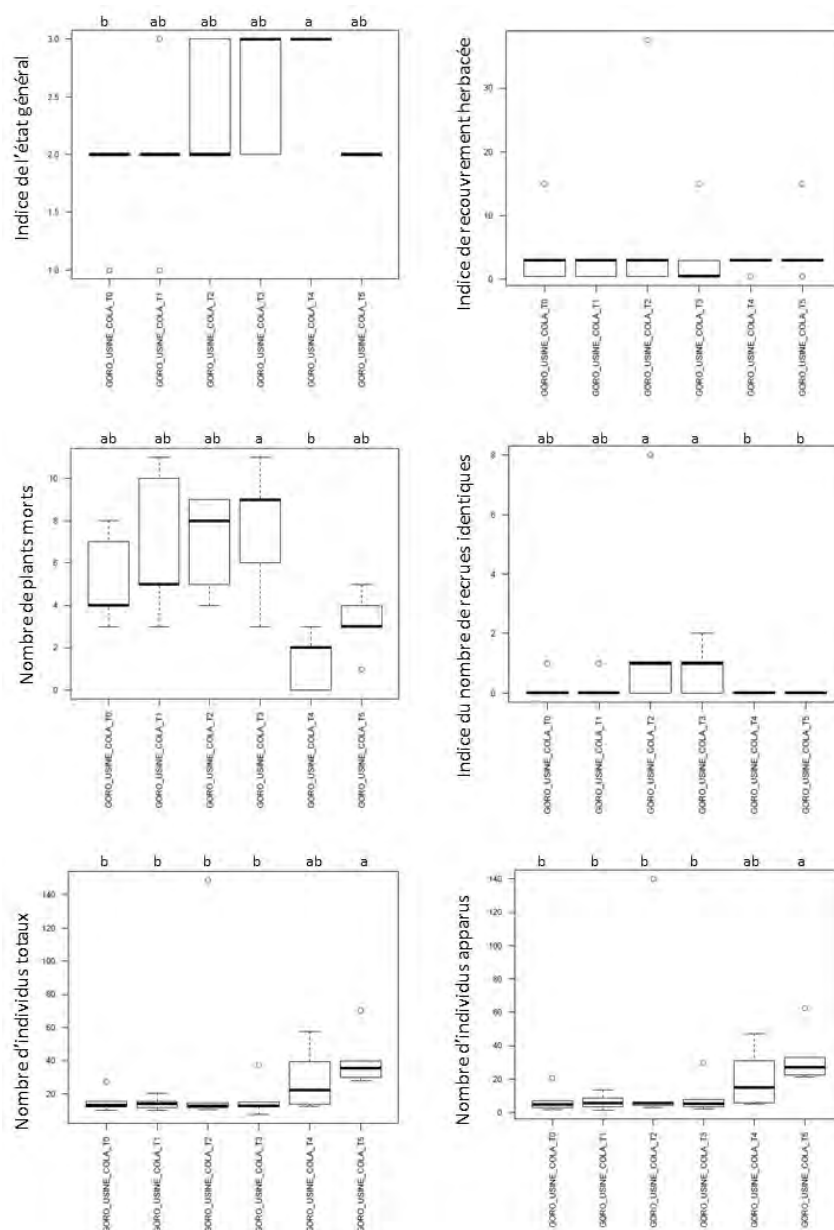 b ab ab ab a ab
Indice de l'état général
3.0
2.5
2.0
1.5
1.0
GORO_USINE_COLA_T0
GORO_USINE_COLA_T1
GORO_USINE_COLA_T2
GORO_USINE_COLA_T3
GORO_USINE_COLA_T4
GORO_USINE_COLA_T5
Indice de recouvrement herbacée
30
20
10
0
GORO_USINE_COLA_T0
GORO_USINE_COLA_T1
GORO_USINE_COLA_T2
GORO_USINE_COLA_T3
GORO_USINE_COLA_T4
GORO_USINE_COLA_T5
ab ab ab a b ab
Nombre de plants morts
10
8
6
4
2
0
GORO_USINE_COLA_T0
GORO_USINE_COLA_T1
GORO_USINE_COLA_T2
GORO_USINE_COLA_T3
GORO_USINE_COLA_T4
GORO_USINE_COLA_T5
ab ab a a b b
Indice du nombre de recrues identiques
8
6
4
2
0
GORO_USINE_COLA_T0
GORO_USINE_COLA_T1
GORO_USINE_COLA_T2
GORO_USINE_COLA_T3
GORO_USINE_COLA_T4
GORO_USINE_COLA_T5
b b b b ab a
Nombre d'individus totaux
140
120
100
80
60
40
20
GORO_USINE_COLA_T0
GORO_USINE_COLA_T1
GORO_USINE_COLA_T2
GORO_USINE_COLA_T3
GORO_USINE_COLA_T4
GORO_USINE_COLA_T5
b b b b ab a
Nombre d'individus apparus
140
120
100
80
60
40
20
0
GORO_USINE_COLA_T0
GORO_USINE_COLA_T1
GORO_USINE_COLA_T2
GORO_USINE_COLA_T3
GORO_USINE_COLA_T4
GORO_USINE_COLA_T5